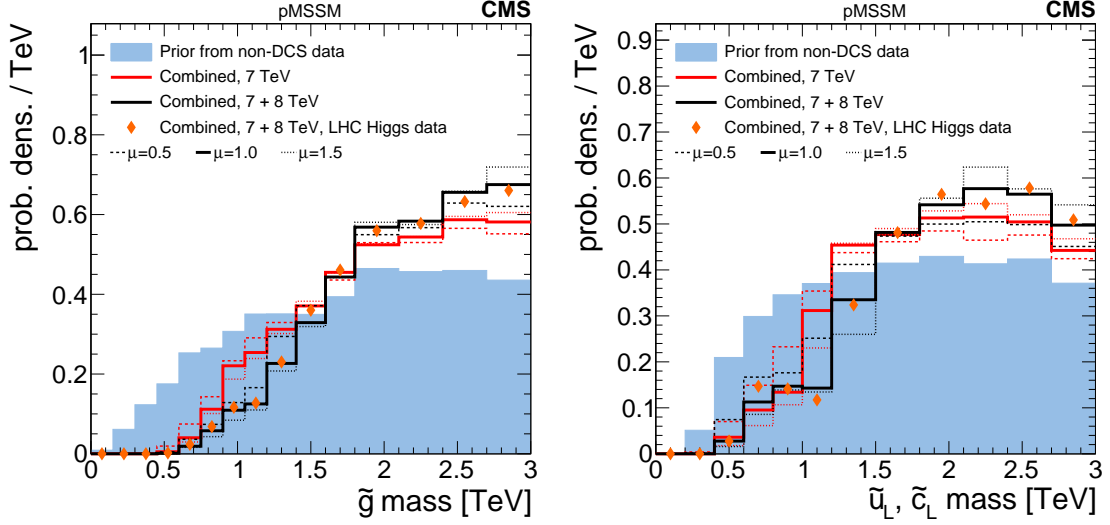 pMSSM CMS
Prior from non-DCS data
Combined, 7 TeV
Combined, 7 + 8 TeV
Combined, 7 + 8 TeV, LHC Higgs data
μ=0.5 μ=1.0 μ=1.5
prob. dens. / TeV
1
0.8
0.6
0.4
0.2
0
0 0.5 1 1.5 2 2.5 3
g̃ mass [TeV]
pMSSM CMS
Prior from non-DCS data
Combined, 7 TeV
Combined, 7 + 8 TeV
Combined, 7 + 8 TeV, LHC Higgs data
μ=0.5 μ=1.0 μ=1.5
prob. dens. / TeV
0.9
0.8
0.7
0.6
0.5
0.4
0.3
0.2
0.1
0
0 0.5 1 1.5 2 2.5 3
ũ_L, c̃_L mass [TeV]